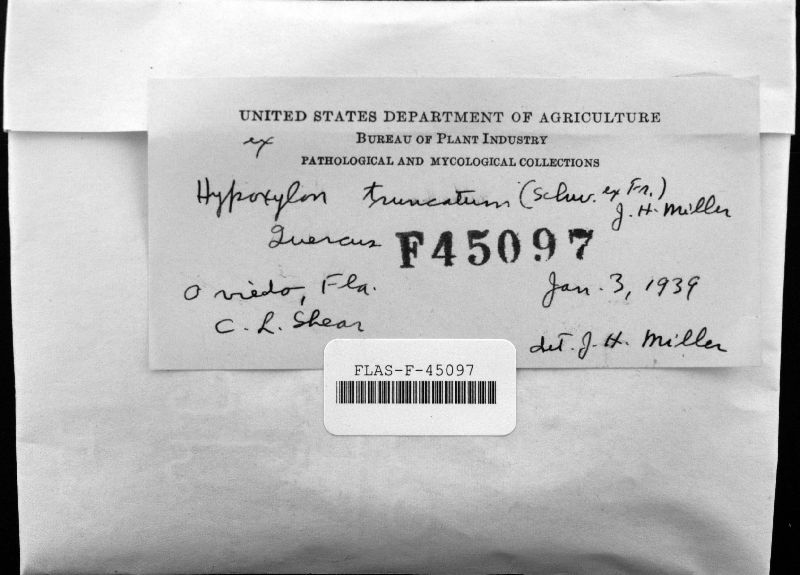 UNITED STATES DEPARTMENT OF AGRICULTURE
ex BUREAU OF PLANT INDUSTRY
PATHOLOGICAL AND MYCOLOGICAL COLLECTIONS
Hypoxylon truncatum (Schw. ex Fr.)
J. H. Miller
Quercus F45097
Oviedo, Fla. Jan. 3, 1939
C. L. Shear
det. J. H. Miller
FLAS-F-45097